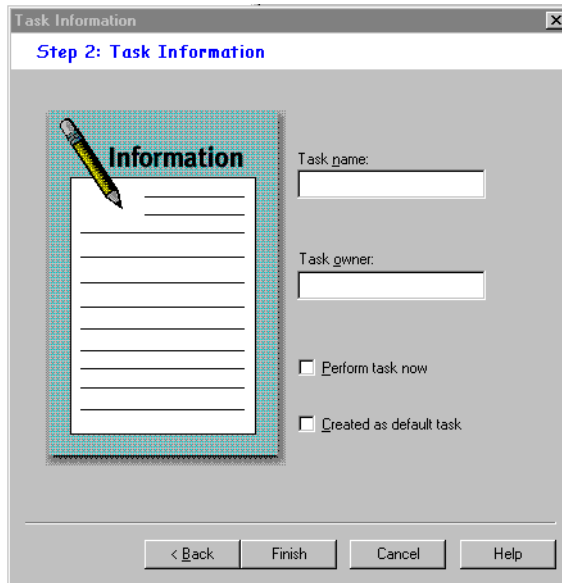 Task Information
Step 2: Task Information
Information
Task name:
Task owner:
Perform task now
Created as default task
< Back
Finish
Cancel
Help